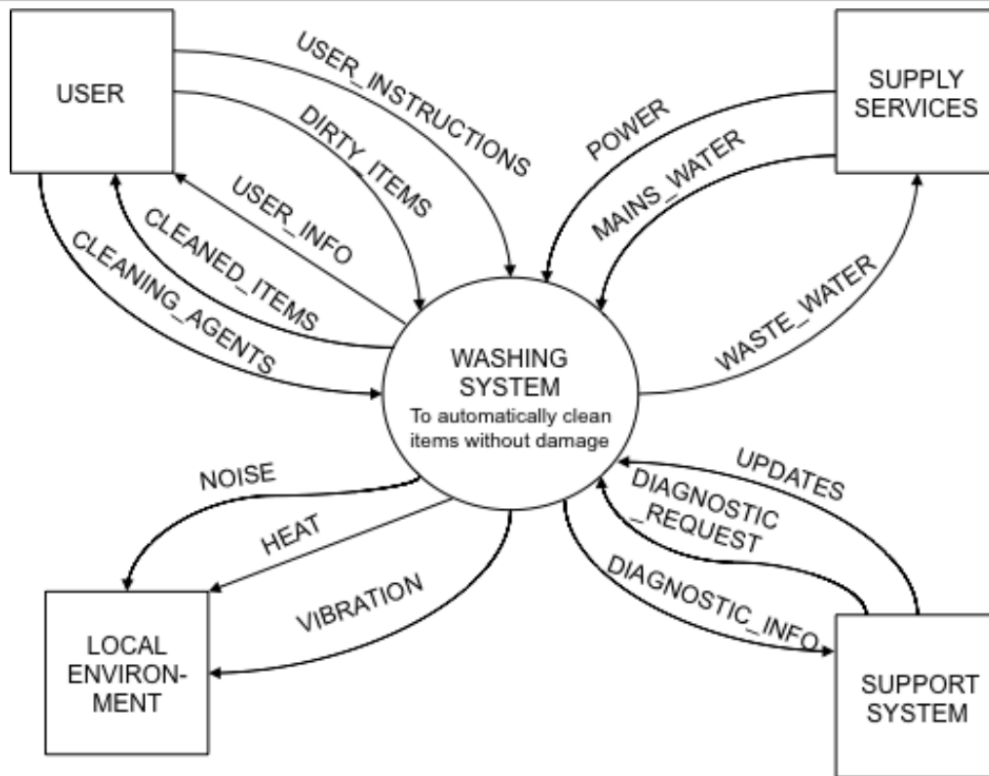 USER
USER_INSTRUCTIONS
DIRTY_ITEMS
USER_INFO
CLEANED_ITEMS
CLEANING_AGENTS
SUPPLY
SERVICES
POWER
MAINS_WATER
WASTE_WATER
WASHING
SYSTEM
To automatically clean
items without damage
NOISE
HEAT
VIBRATION
LOCAL
ENVIRON-
MENT
UPDATES
DIAGNOSTIC
_REQUEST
DIAGNOSTIC_INFO
SUPPORT
SYSTEM